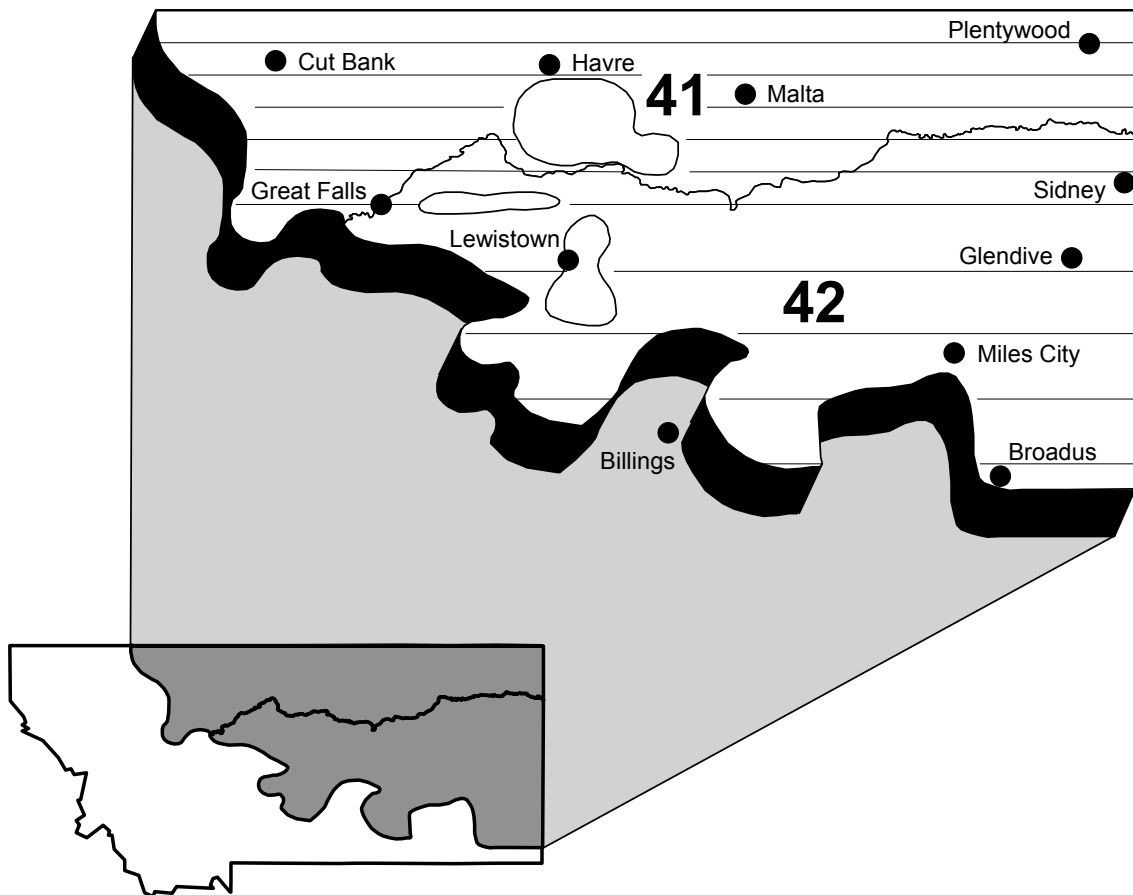 Plentywood
Cut Bank
Havre
41
Malta
Great Falls
Sidney
Lewistown
Glendive
42
Miles City
Billings
Broadus